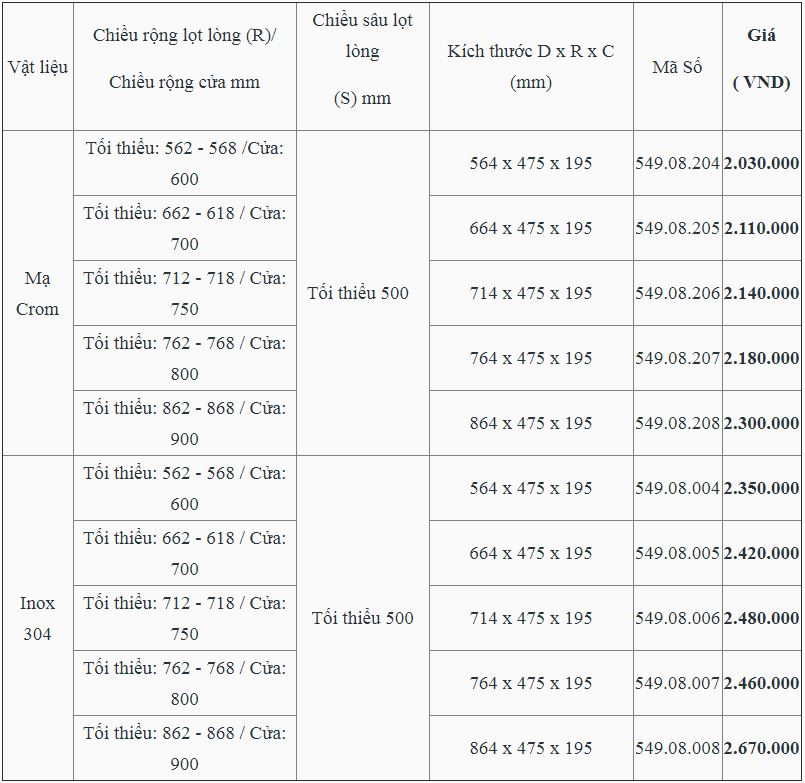 Vật liệu
Chiều rộng lọt lòng (R)/
Chiều rộng cửa mm
Chiều sâu lọt
lòng
(S) mm
Kích thước D x R x C
(mm)
Mã Số
Giá
( VND)
Mạ
Crom
Tối thiểu: 562 - 568 /Cửa:
600
Tối thiểu 500
564 x 475 x 195
549.08.204
2.030.000
Tối thiểu: 662 - 618 / Cửa:
700
664 x 475 x 195
549.08.205
2.110.000
Tối thiểu: 712 - 718 / Cửa:
750
714 x 475 x 195
549.08.206
2.140.000
Tối thiểu: 762 - 768 / Cửa:
800
764 x 475 x 195
549.08.207
2.180.000
Tối thiểu: 862 - 868 / Cửa:
900
864 x 475 x 195
549.08.208
2.300.000
Inox
304
Tối thiểu: 562 - 568 / Cửa:
600
Tối thiểu 500
564 x 475 x 195
549.08.004
2.350.000
Tối thiểu: 662 - 618 / Cửa:
700
664 x 475 x 195
549.08.005
2.420.000
Tối thiểu: 712 - 718 / Cửa:
750
714 x 475 x 195
549.08.006
2.480.000
Tối thiểu: 762 - 768 / Cửa:
800
764 x 475 x 195
549.08.007
2.460.000
Tối thiểu: 862 - 868 / Cửa:
900
864 x 475 x 195
549.08.008
2.670.000